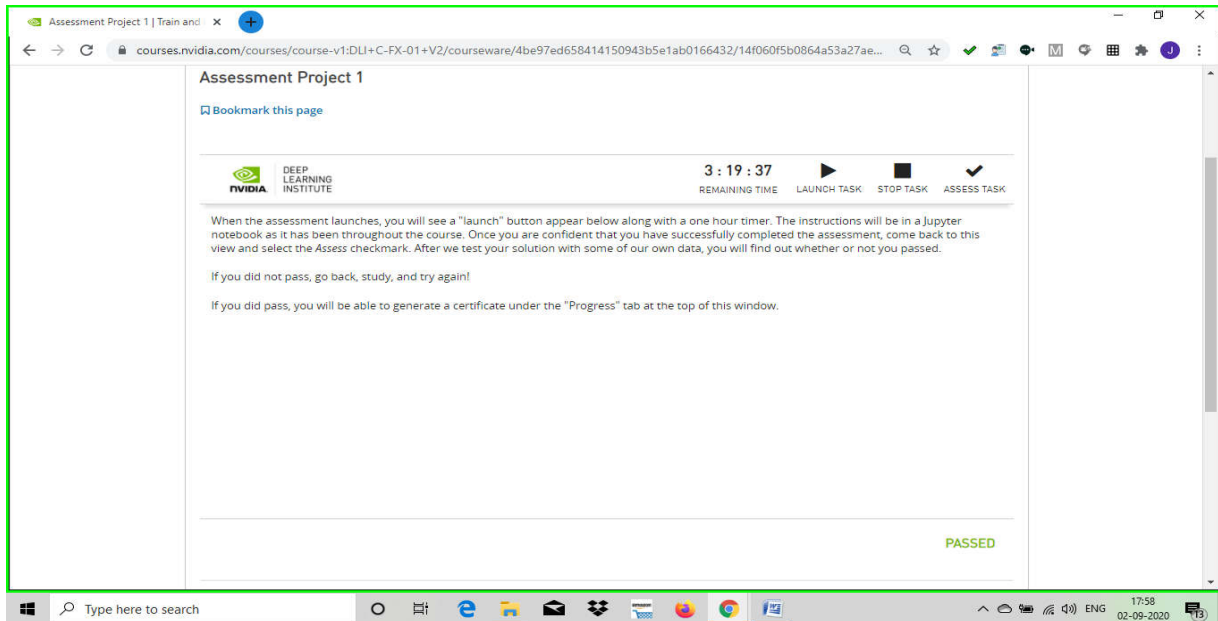 Assessment Project 1 | Train and
courses.nvidia.com/courses/course-v1:DLI+C-FX-01+V2/courseware/4be97ed658414150943b5e1ab0166432/14f060f5b0864a53a27ae...
M
J
Assessment Project 1
Bookmark this page
NVIDIA.
DEEP
LEARNING
INSTITUTE
3 : 19 : 37
REMAINING TIME
LAUNCH TASK
STOP TASK
ASSESS TASK
When the assessment launches, you will see a "launch" button appear below along with a one hour timer. The instructions will be in a Jupyter
notebook as it has been throughout the course. Once you are confident that you have successfully completed the assessment, come back to this
view and select the Assess checkmark. After we test your solution with some of our own data, you will find out whether or not you passed.
If you did not pass, go back, study, and try again!
If you did pass, you will be able to generate a certificate under the "Progress" tab at the top of this window.
PASSED
Type here to search
amazon
ENG
17:58
02-09-2020
13